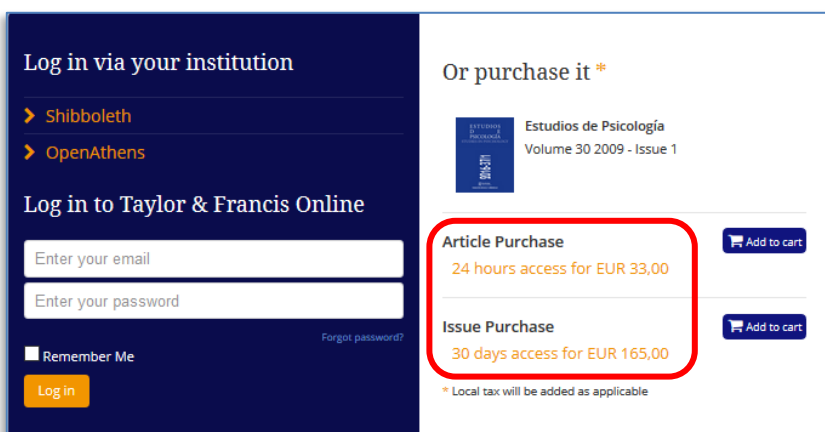 Log in via your institution
Shibboleth
OpenAthens
Log in to Taylor & Francis Online
Enter your email
Enter your password
Forgot password?
Remember Me
Log in
Or purchase it *
ESTUDIOS
Estudios de Psicología
Volume 30 2009 - Issue 1
Article Purchase
Add to cart
24 hours access for EUR 33,00
Issue Purchase
Add to cart
30 days access for EUR 165,00
* Local tax will be added as applicable